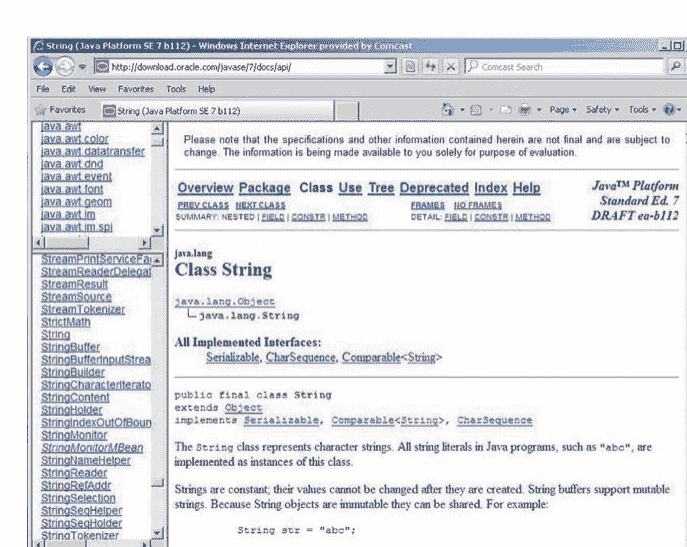 String (Java Platform SE 7 b112) - Windows Internet Explorer provided by Comcast
http://download.oracle.com/javase/7/docs/api/
Comcast Search
File Edit View Favorites Tools Help
Favorites String (Java Platform SE 7 b112) Page Safety Tools
java.awt
java.awt.color
java.awt.datatransfer
java.awt.dnd
java.awt.event
java.awt.font
java.awt.geom
java.awt.im
java.awt.im.spi
StreamPrintServiceFa
StreamReaderDelegat
StreamResult
StreamSource
StreamTokenizer
StrictMath
String
StringBuffer
StringBufferInputStrea
StringBuilder
StringCharacterIterato
StringContent
StringHolder
StringIndexOutOfBoun
StringMonitor
StringMonitorMBean
StringNameHelper
StringReader
StringRefAddr
StringSelection
StringSeqHelper
StringSeqHolder
StringTokenizer
Please note that the specifications and other information contained herein are not final and are subject to
change. The information is being made available to you solely for purpose of evaluation.
Overview Package Class Use Tree Deprecated Index Help
Java™ Platform
Standard Ed. 7
DRAFT ea-b112
PREV CLASS NEXT CLASS FRAMES NO FRAMES
SUMMARY: NESTED | FIELD | CONSTR | METHOD DETAIL: FIELD | CONSTR | METHOD
java.lang
Class String
java.lang.Object
java.lang.String
All Implemented Interfaces:
Serializable, CharSequence, Comparable<String>
public final class String
extends Object
implements Serializable, Comparable<String>, CharSequence
The String class represents character strings. All string literals in Java programs, such as "abc", are
implemented as instances of this class.
Strings are constant; their values cannot be changed after they are created. String buffers support mutable
strings. Because String objects are immutable they can be shared. For example:
String str = "abc";